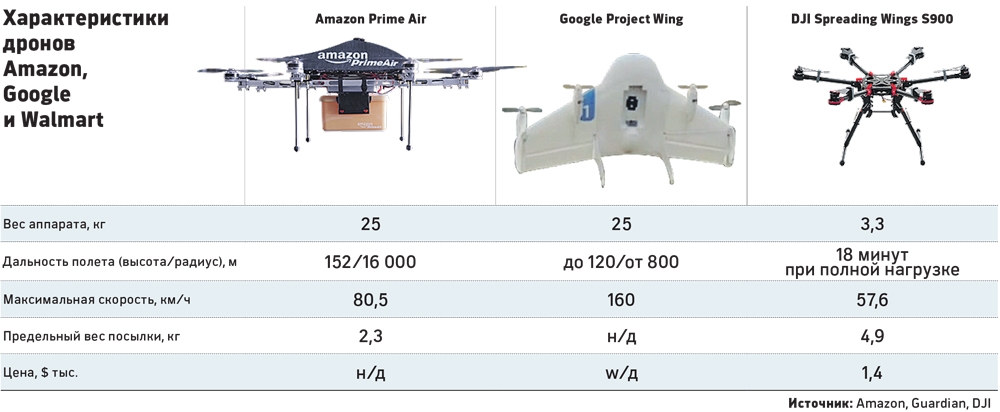 Характеристики
дронов
Amazon,
Google
и Walmart
Amazon Prime Air
Google Project Wing
DJI Spreading Wings S900
amazon
PrimeAir
Вес аппарата, кг 25 25 3,3
Дальность полета (высота/радиус), м 152/16 000 до 120/от 800 18 минут
при полной нагрузке
Максимальная скорость, км/ч 80,5 160 57,6
Предельный вес посылки, кг 2,3 н/д 4,9
Цена, $ тыс. н/д w/д 1,4
Источник: Amazon, Guardian, DJI